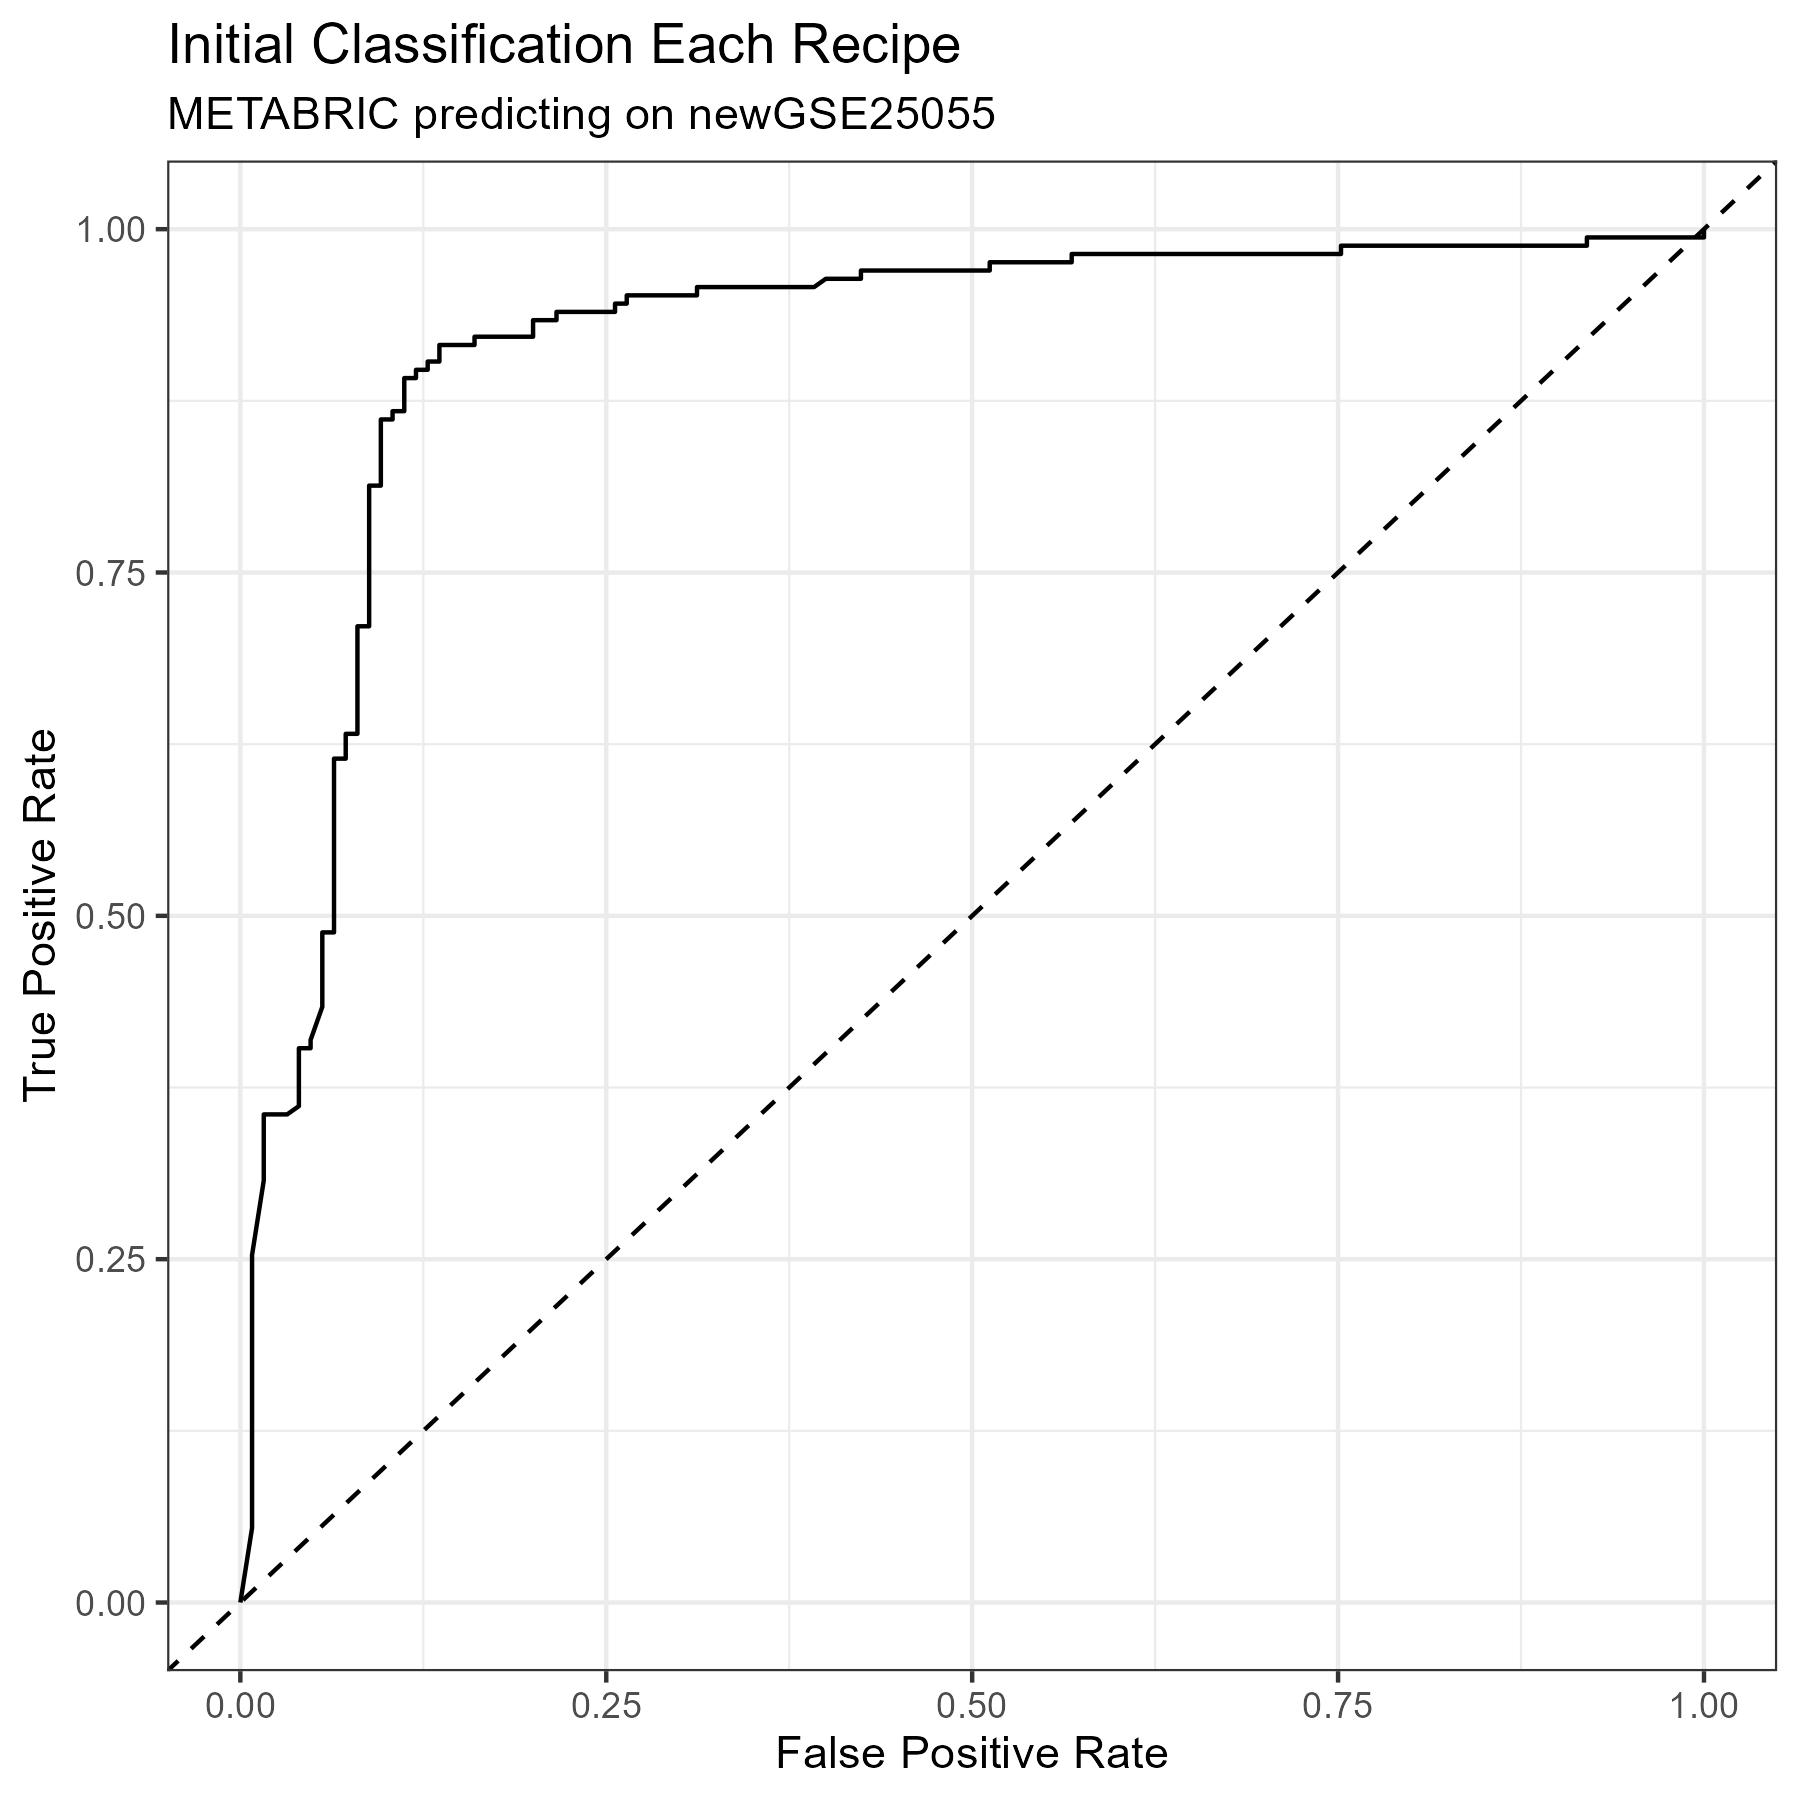 Initial Classification Each Recipe
METABRIC predicting on newGSE25055
True Positive Rate
1.00
0.75
0.50
0.25
0.00
0.00 0.25 0.50 0.75 1.00
False Positive Rate